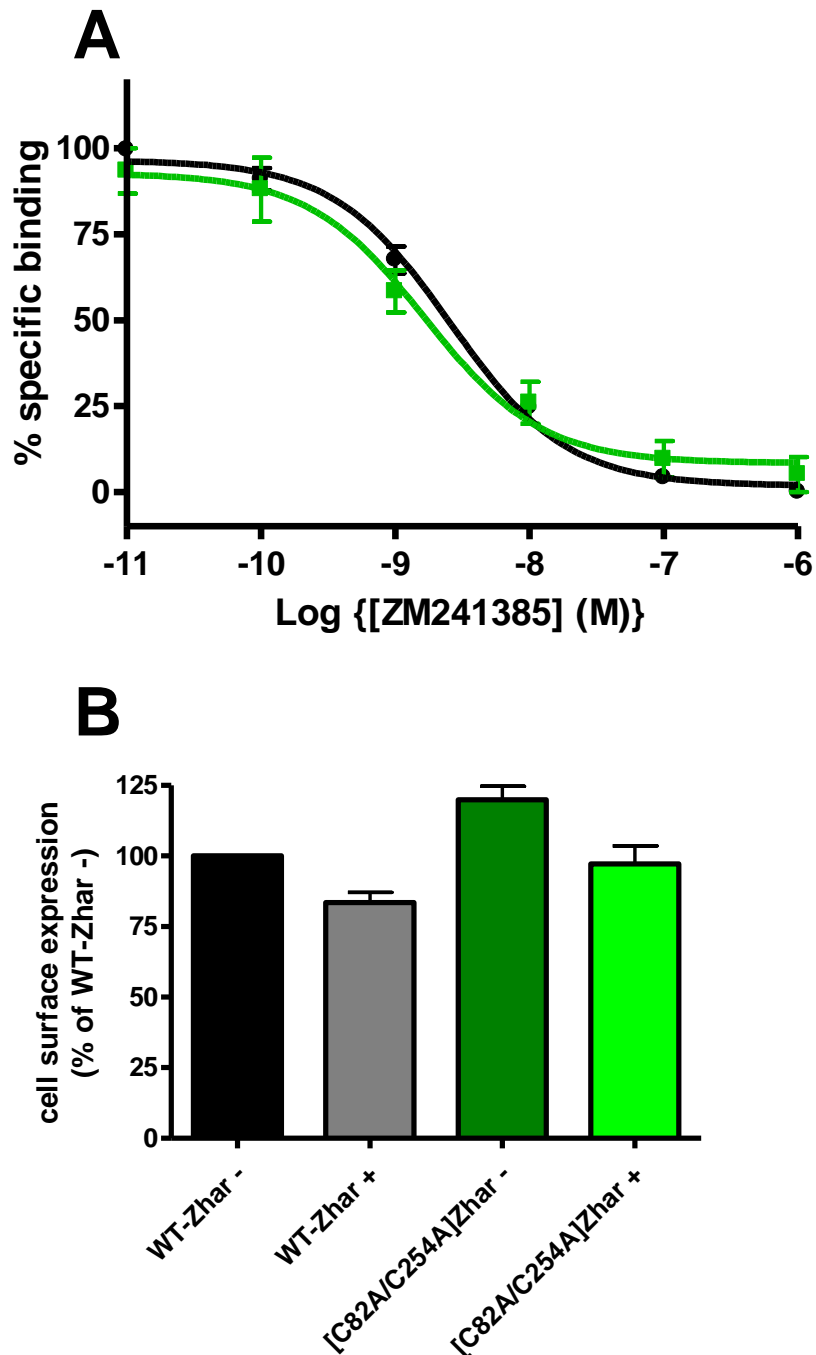 A
% specific binding
100
75
50
25
0
-11 -10 -9 -8 -7 -6
Log {[ZM241385] (M)}
B
cell surface expression
(% of WT-Zhar -)
125
100
75
50
25
0
WT-Zhar -
WT-Zhar +
[C82A/C254A]Zhar -
[C82A/C254A]Zhar +